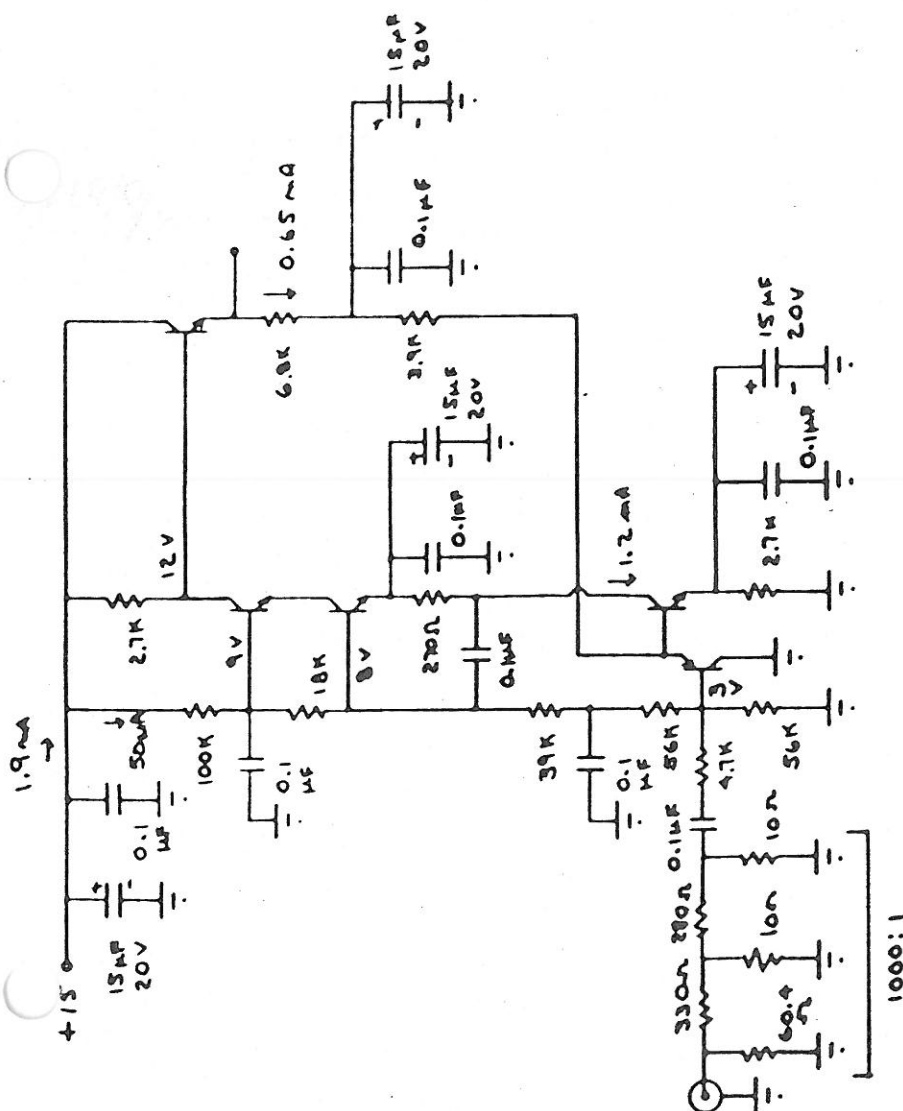 +15
1.9mA
15µF
20V
0.1
µF
50µA
2.7K
12V
100K
9V
0.1
µF
18K
8V
270Ω
0.1µF
0.1µF
15µF
20V
6.8K
0.65mA
3.9K
0.1µF
15µF
20V
39K
0.1
µF
56K
3
V
56K
4.7K
0.1µF
1.2mA
2.7K
0.1µF
15µF
20V
330Ω
280Ω
60.4
Ω
10Ω
10Ω
1000:1